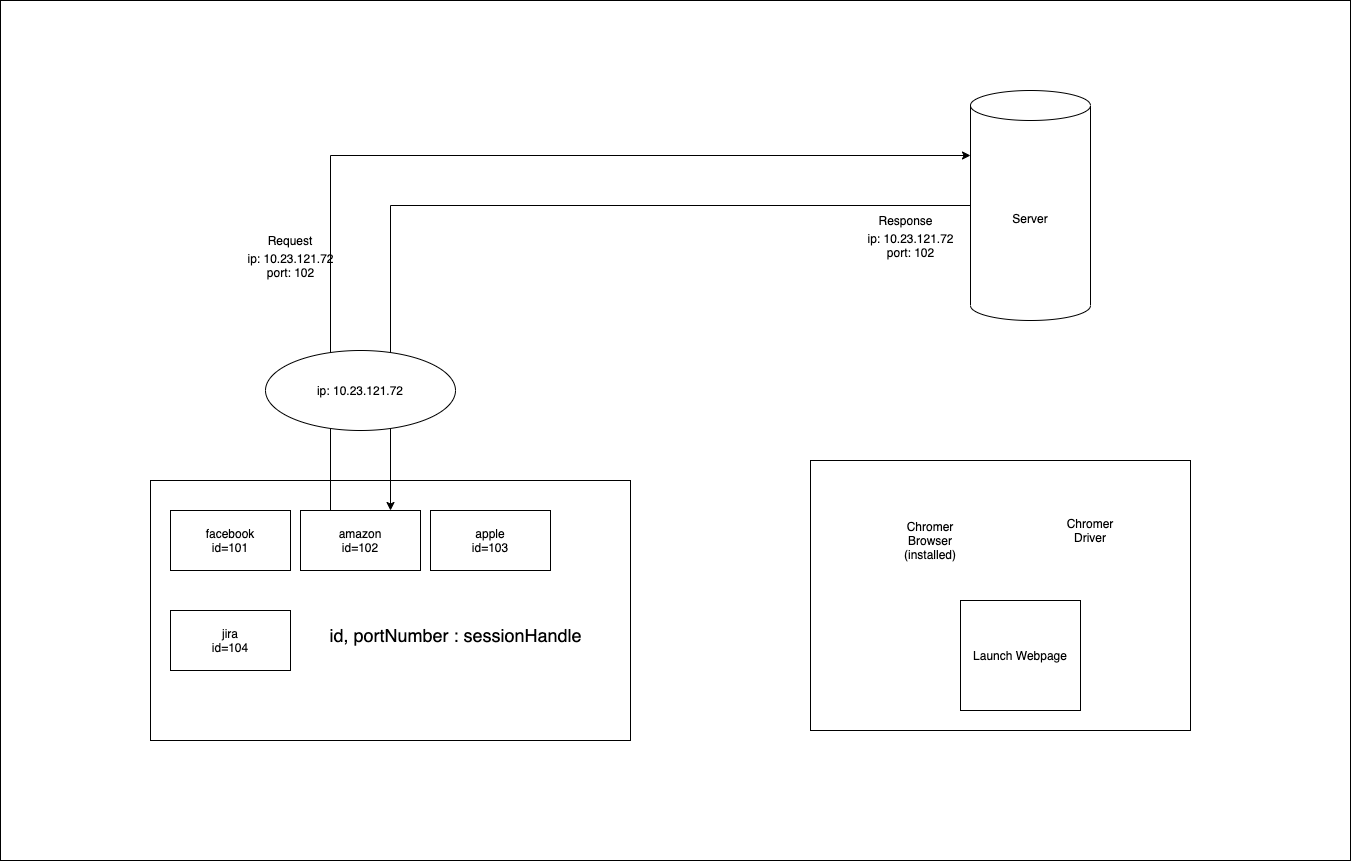 Server
Request
ip: 10.23.121.72
port: 102
Response
ip: 10.23.121.72
port: 102
ip: 10.23.121.72
facebook
id=101
amazon
id=102
apple
id=103
jira
id=104
id, portNumber : sessionHandle
Chromer
Browser
(installed)
Chromer
Driver
Launch Webpage